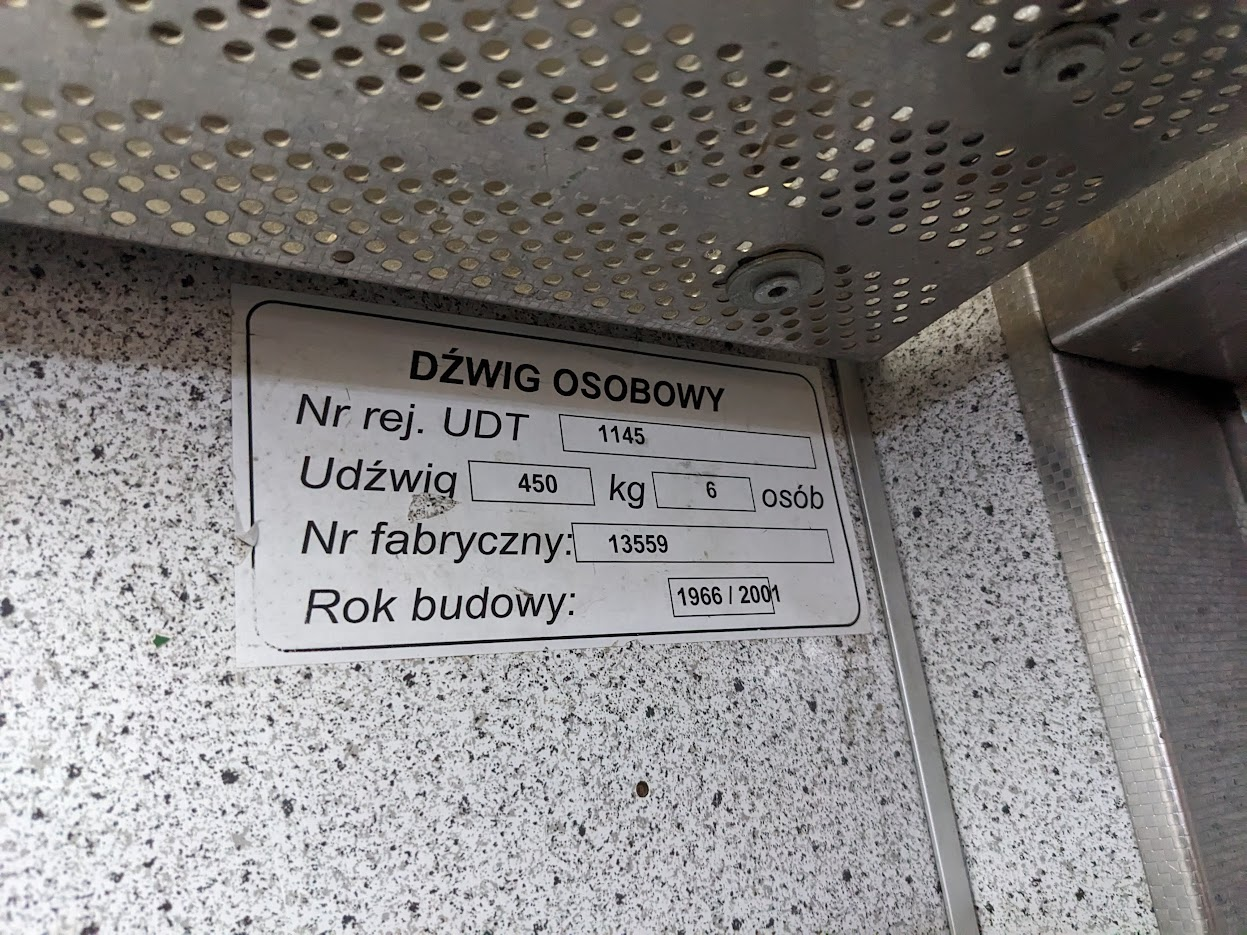 DŹWIG OSOBOWY
Nr rej. UDT 1145
Udźwig 450 kg 6 osób
Nr fabryczny: 13559
Rok budowy: 1966 / 2001